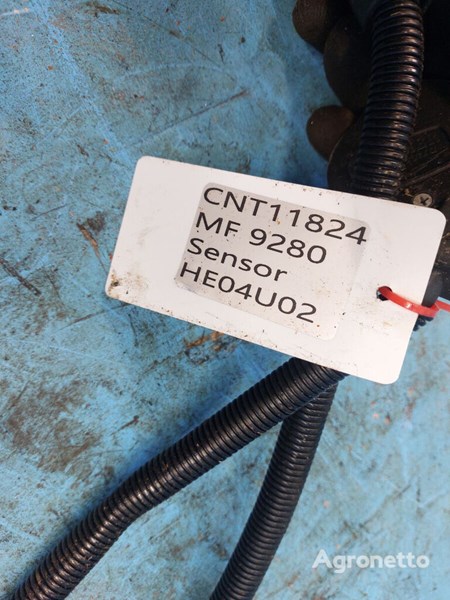 CNT11824
MF 9280
Sensor
HE04U02
Agronetto